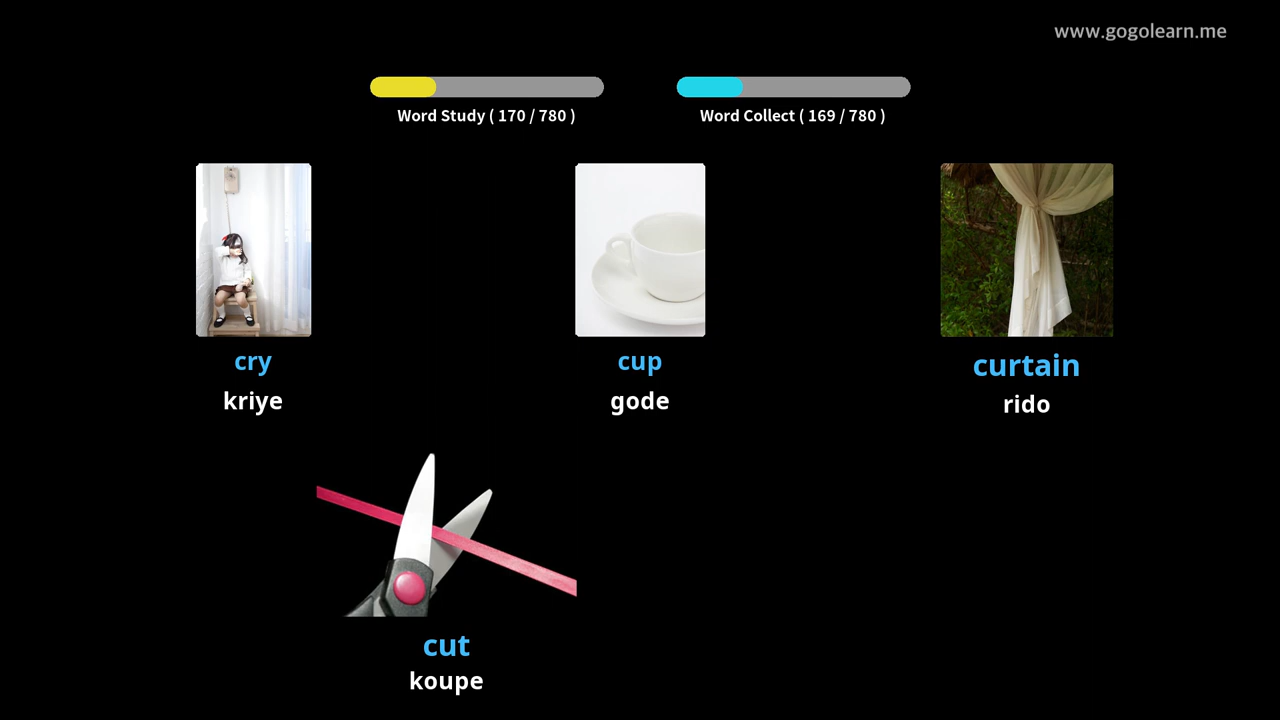 www.gogolearn.me
Word Study ( 170 / 780 )
Word Collect ( 169 / 780 )
cry
kriye
cup
gode
curtain
rido
cut
koupe